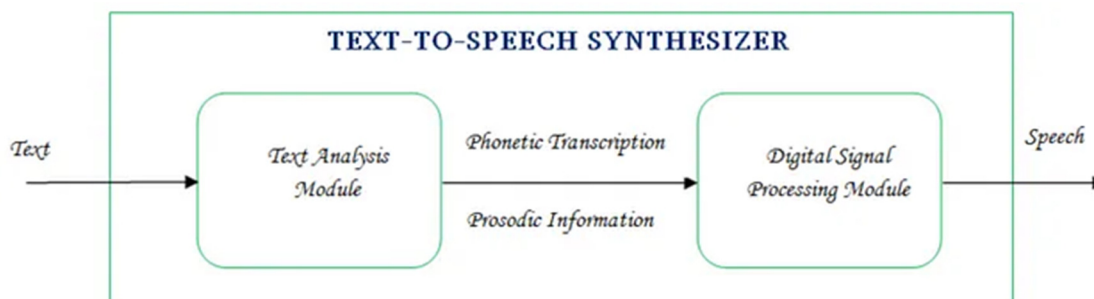 TEXT-TO-SPEECH SYNTHESIZER
Text
Text Analysis
Module
Phonetic Transcription
Prosodic Information
Digital Signal
Processing Module
Speech